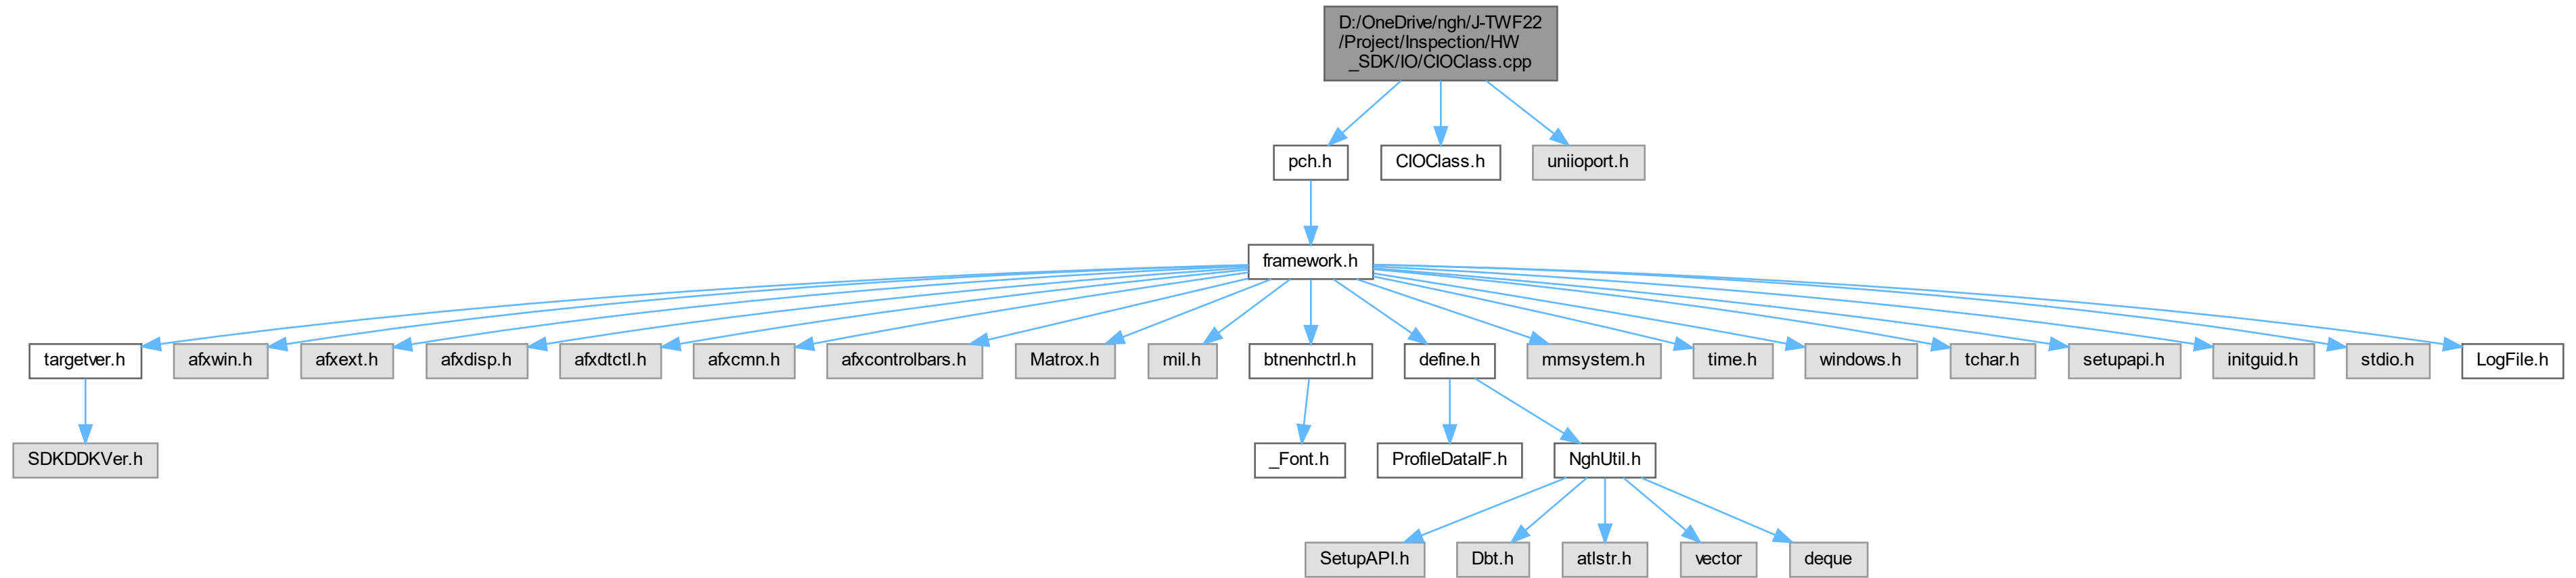 D:/OneDrive/ngh/J-TWF22
/Project/Inspection/HW
_SDK/IO/CIOClass.cpp
pch.h
CIOClass.h
uniioport.h
framework.h
targetver.h
afxwin.h
afxext.h
afxdisp.h
afxdtctl.h
afxcmn.h
afxcontrolbars.h
Matrox.h
mil.h
btnenhctrl.h
define.h
mmsystem.h
time.h
windows.h
tchar.h
setupapi.h
initguid.h
stdio.h
LogFile.h
SDKDDKVer.h
_Font.h
ProfileDataIF.h
NghUtil.h
SetupAPI.h
Dbt.h
atlstr.h
vector
deque